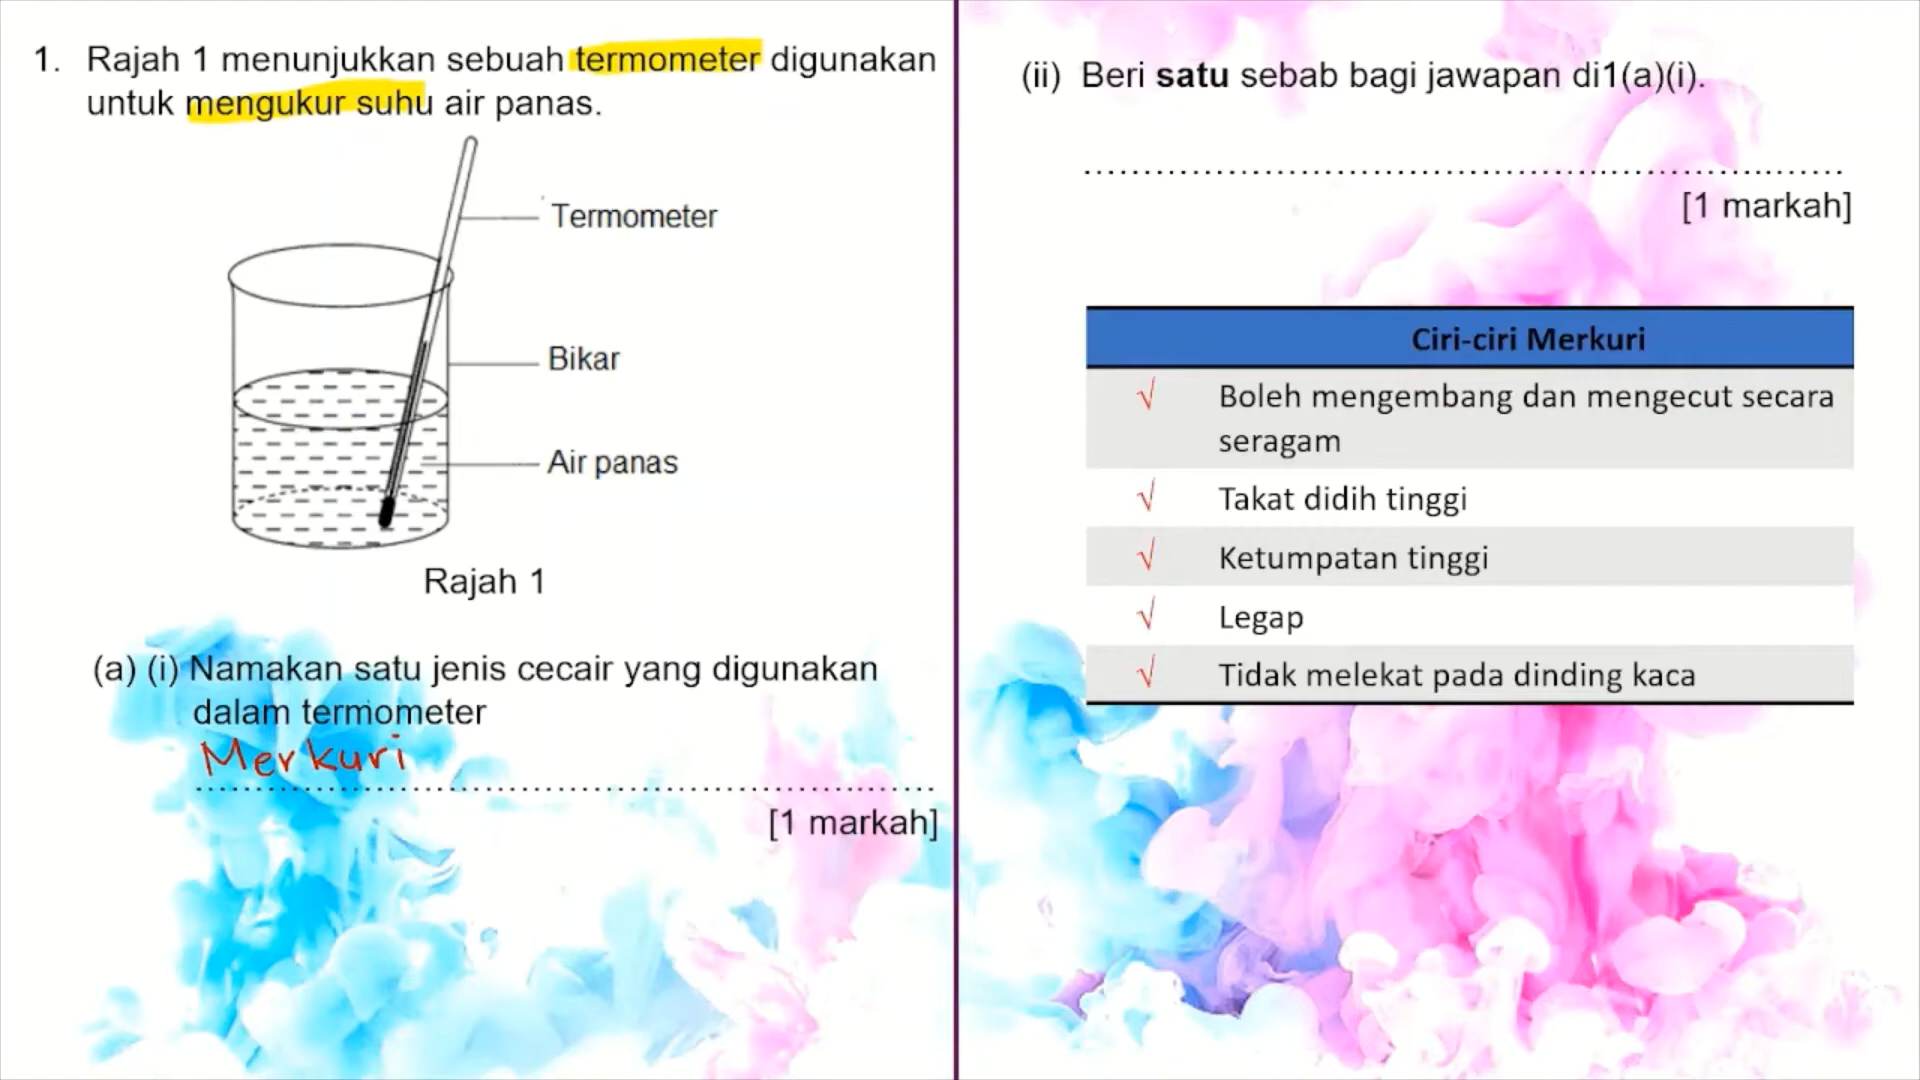 1. Rajah 1 menunjukkan sebuah termometer digunakan
untuk mengukur suhu air panas.
Termometer
Bikar
Air panas
Rajah 1
(a) (i) Namakan satu jenis cecair yang digunakan
dalam termometer
Merkuri
[1 markah]
(ii) Beri satu sebab bagi jawapan di1(a)(i).
[1 markah]
Ciri-ciri Merkuri
√ Boleh mengembang dan mengecut secara
seragam
√ Takat didih tinggi
√ Ketumpatan tinggi
√ Legap
√ Tidak melekat pada dinding kaca